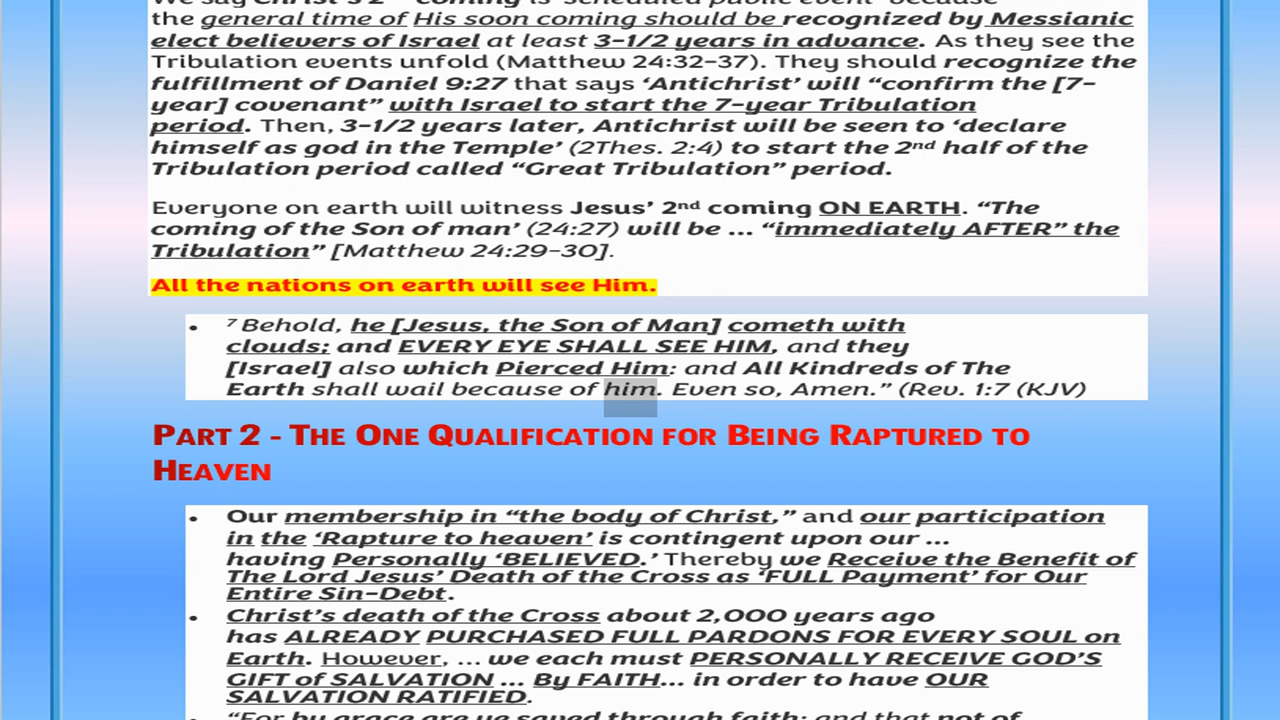 the general time of His soon coming should be recognized by Messianic
elect believers of Israel at least 3-1/2 years in advance. As they see the
Tribulation events unfold (Matthew 24:32-37). They should recognize the
fulfillment of Daniel 9:27 that says ‘Antichrist’ will “confirm the [7-
year] covenant” with Israel to start the 7-year Tribulation
period. Then, 3-1/2 years later, Antichrist will be seen to ‘declare
himself as god in the Temple’ (2Thes. 2:4) to start the 2nd half of the
Tribulation period called “Great Tribulation” period.
Everyone on earth will witness Jesus’ 2nd coming ON EARTH. “The
coming of the Son of man’ (24:27) will be ... “immediately AFTER” the
Tribulation” [Matthew 24:29-30].
All the nations on earth will see Him.
• 7 Behold, he [Jesus, the Son of Man] cometh with
clouds; and EVERY EYE SHALL SEE HIM, and they
[Israel] also which Pierced Him: and All Kindreds of The
Earth shall wail because of him. Even so, Amen.” (Rev. 1:7 (KJV)
PART 2 - THE ONE QUALIFICATION FOR BEING RAPTURED TO
HEAVEN
• Our membership in “the body of Christ,” and our participation
in the ‘Rapture to heaven’ is contingent upon our ...
having Personally ‘BELIEVED.’ Thereby we Receive the Benefit of
The Lord Jesus’ Death of the Cross as ‘FULL Payment’ for Our
Entire Sin-Debt.
• Christ’s death of the Cross about 2,000 years ago
has ALREADY PURCHASED FULL PARDONS FOR EVERY SOUL on
Earth. However, ... we each must PERSONALLY RECEIVE GOD’S
GIFT of SALVATION ... By FAITH... in order to have OUR
SALVATION RATIFIED.
• “For by grace are ye saved through faith; and that not of